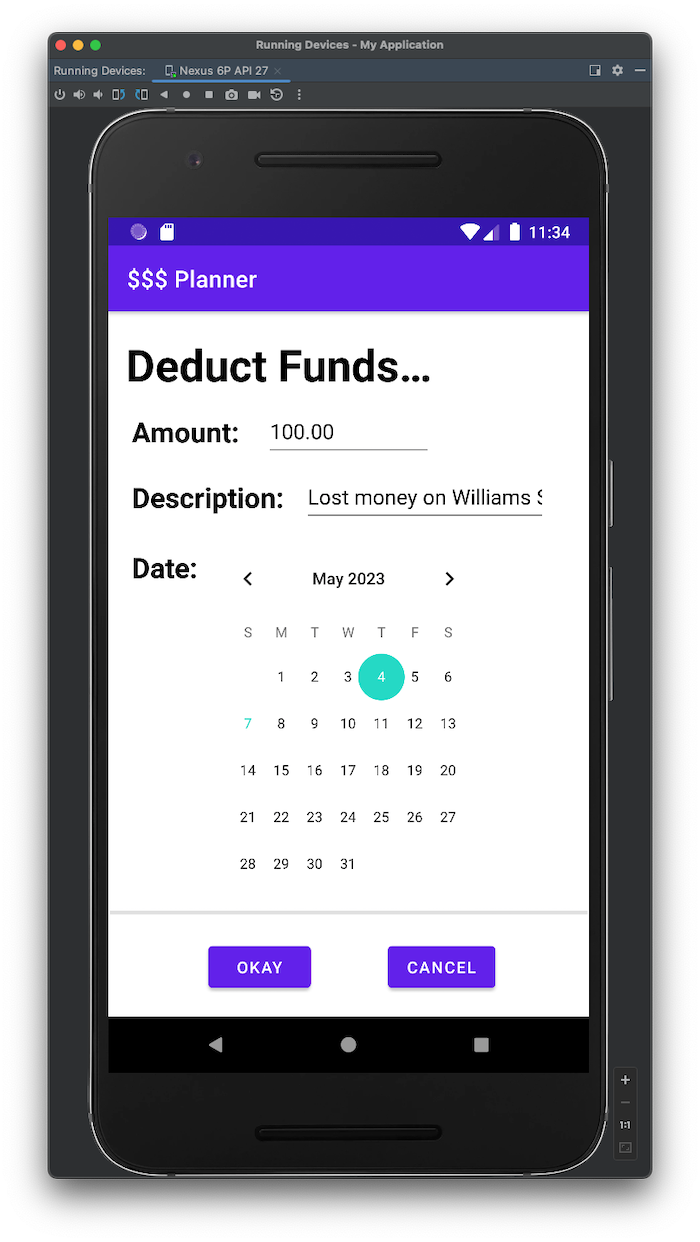 Running Devices - My Application
Running Devices: Nexus 6P API 27
11:34
$$$ Planner
Deduct Funds...
Amount: 100.00
Description: Lost money on Williams
Date:
May 2023
S M T W T F S
1 2 3 4 5 6
7 8 9 10 11 12 13
14 15 16 17 18 19 20
21 22 23 24 25 26 27
28 29 30 31
OKAY CANCEL
1:1